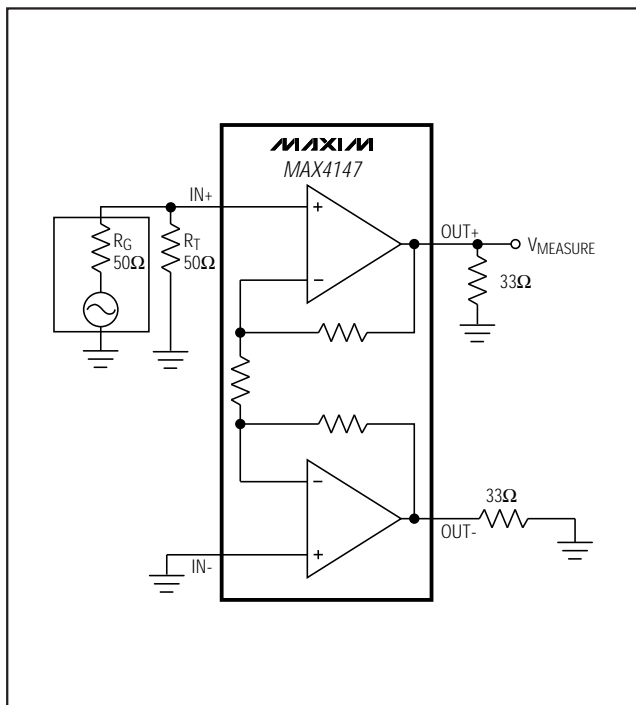 MAXIM
MAX4147
IN+
RG
50Ω
RT
50Ω
+
−
OUT+
VMEASURE
33Ω
−
+
33Ω
OUT-
IN-